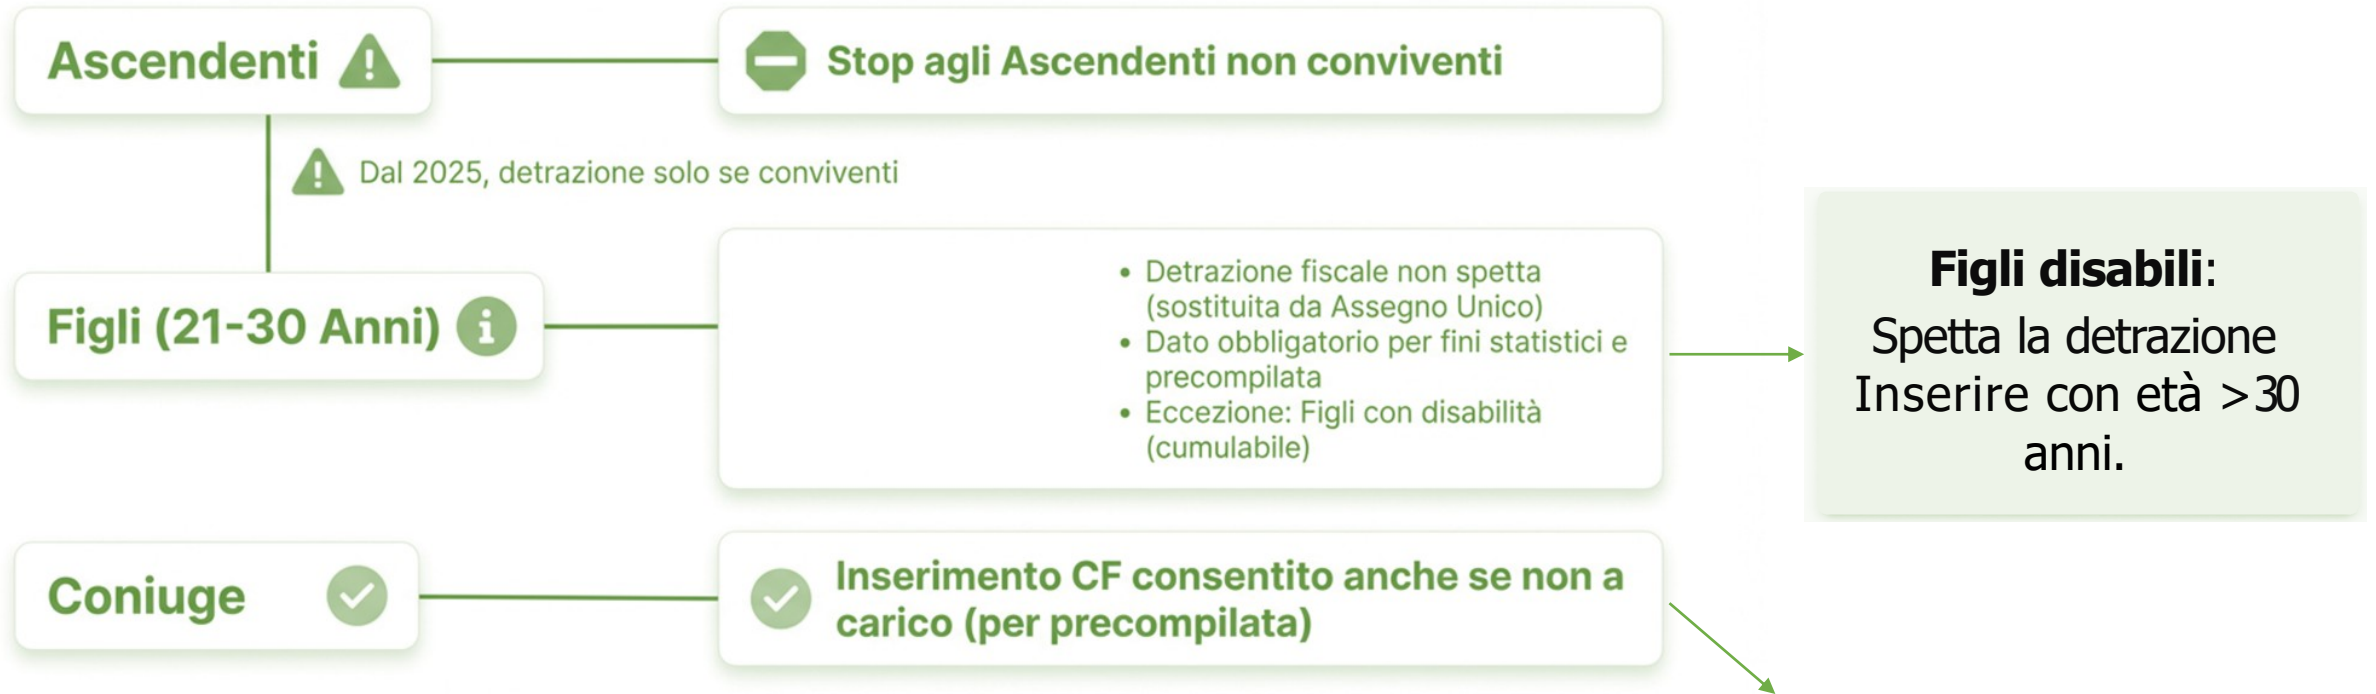 Ascendenti
Stop agli Ascendenti non conviventi
Dal 2025, detrazione solo se conviventi
Figli (21-30 Anni)
• Detrazione fiscale non spetta
(sostituita da Assegno Unico)
• Dato obbligatorio per fini statistici e
precompilata
• Eccezione: Figli con disabilità
(cumulabile)
Figli disabili:
Spetta la detrazione
Inserire con età >30
anni.
Coniuge
Inserimento CF consentito anche se non a
carico (per precompilata)